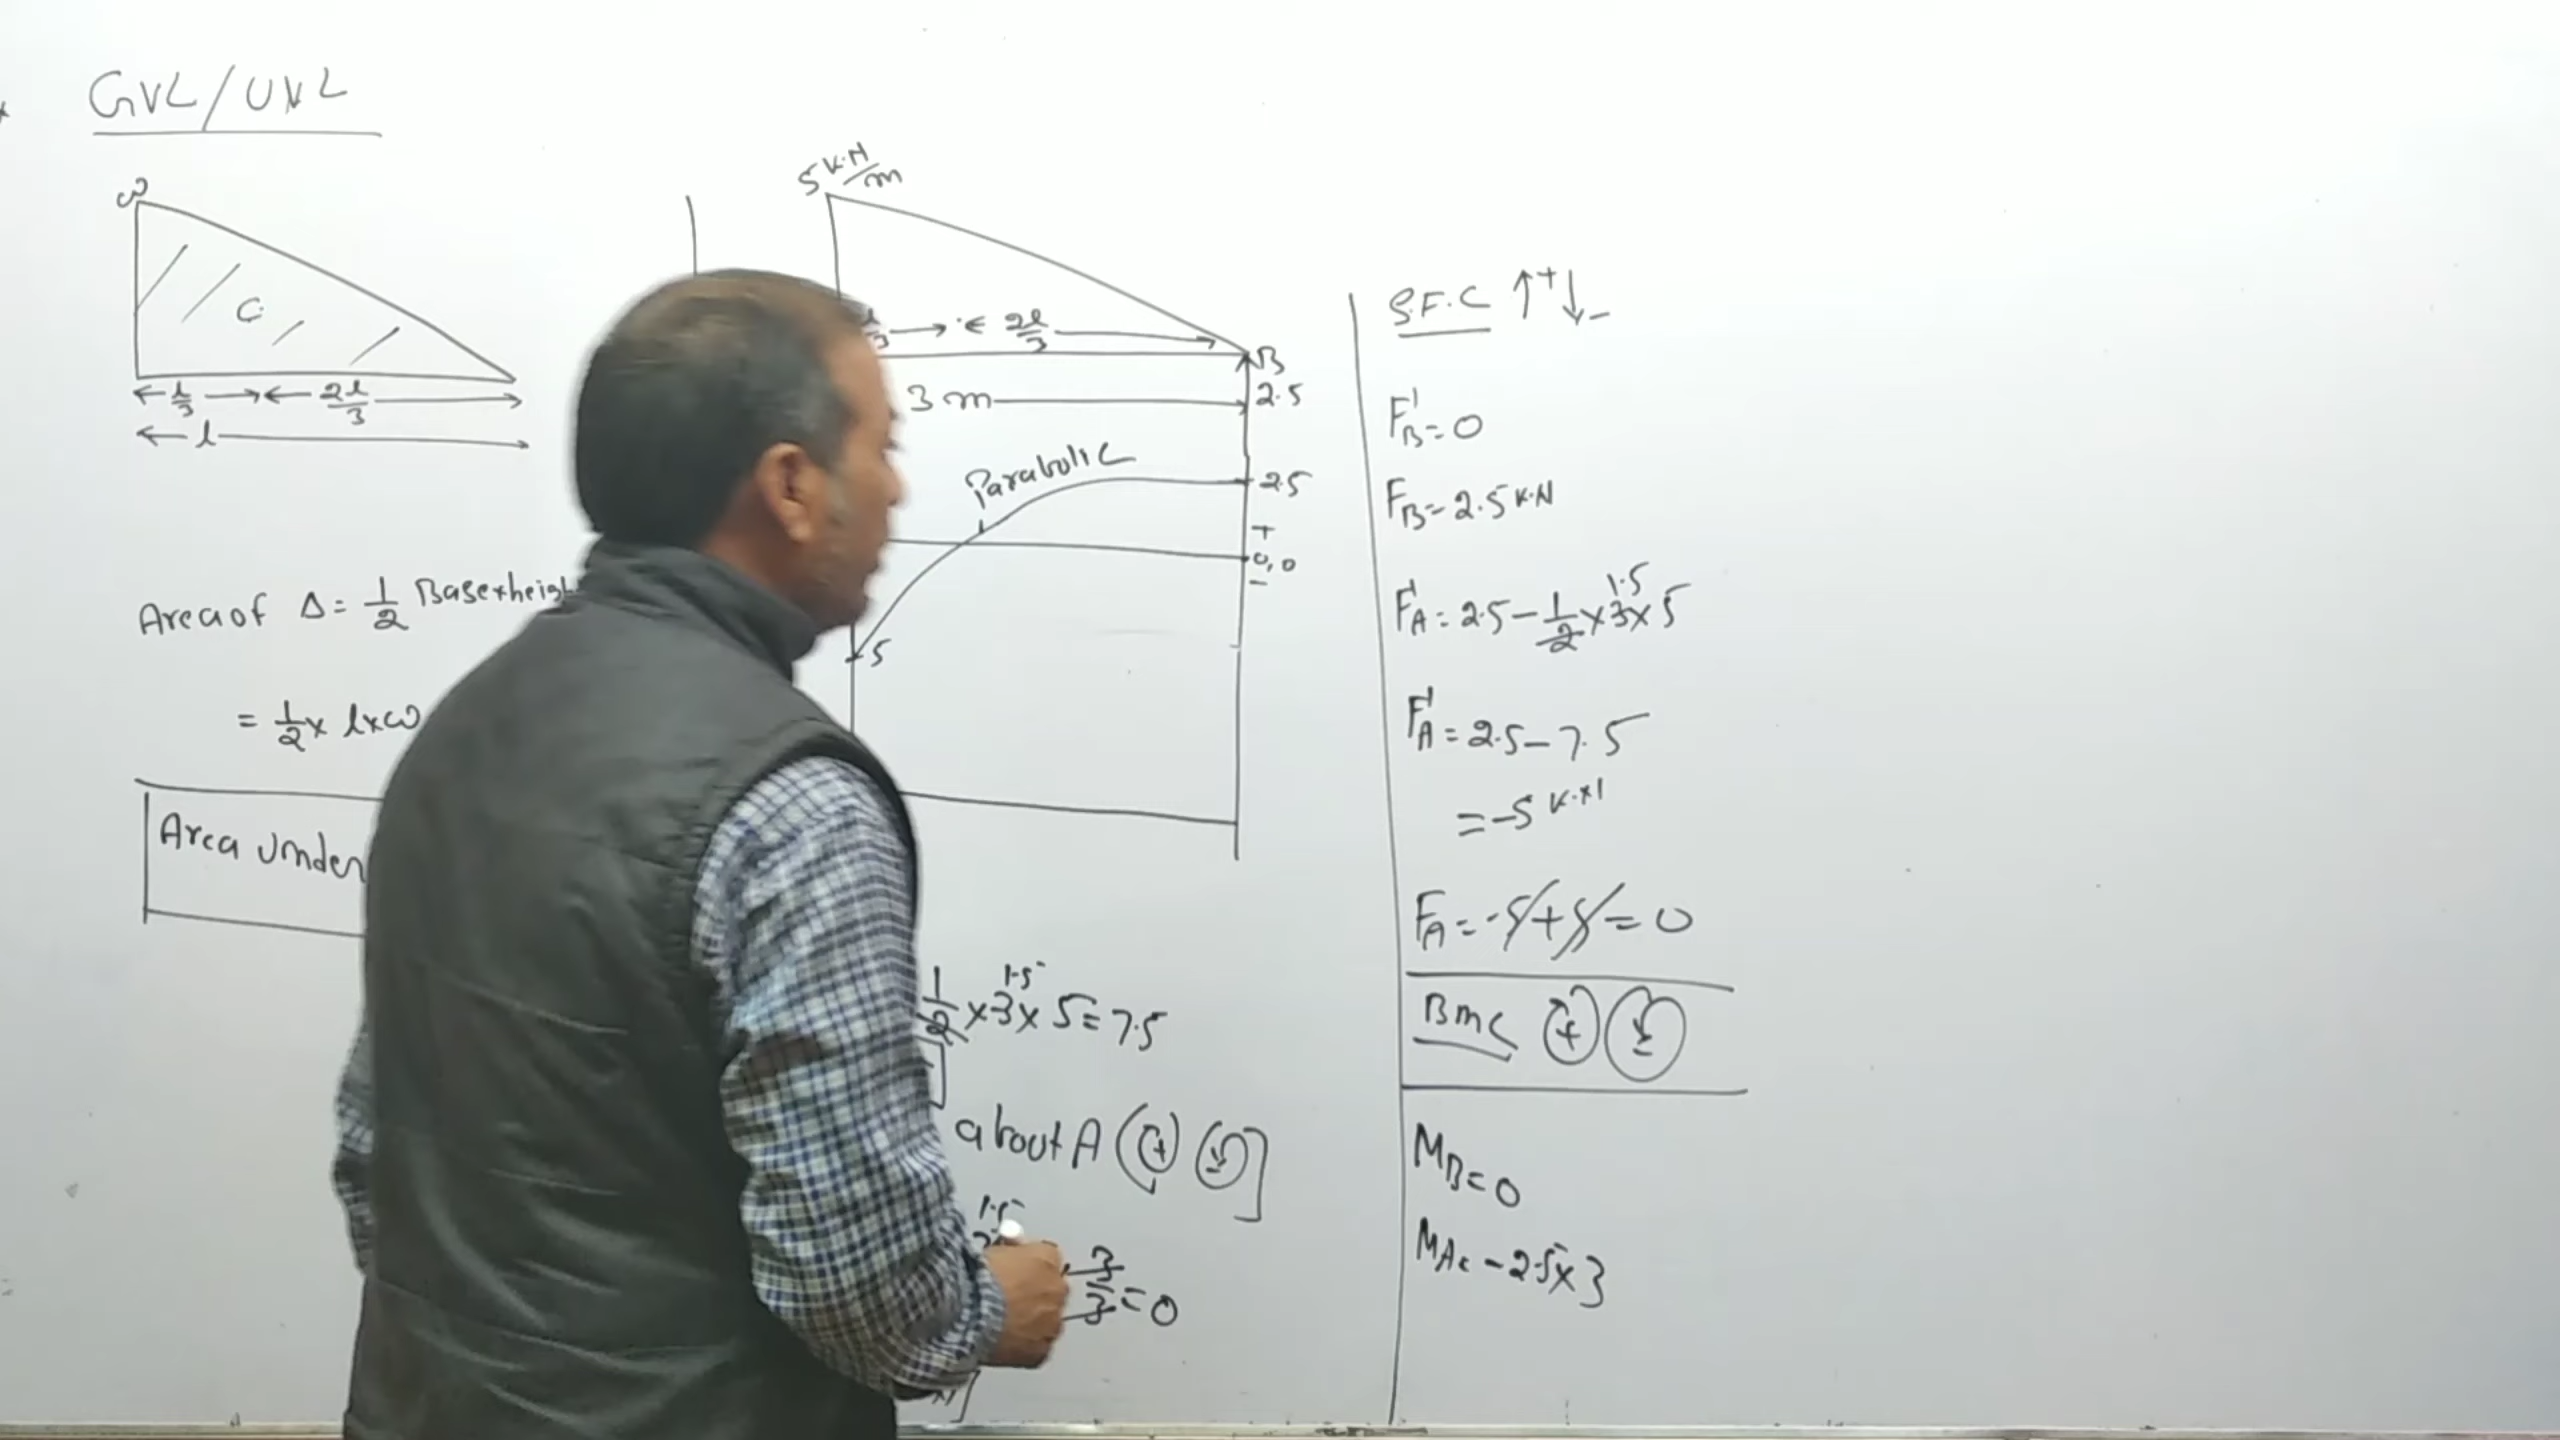 GVL/UVL
ω
C
l/3 2l/3
l
Area of Δ = 1/2 Base×heigh
= 1/2 × l×ω
Area Under
5 K.N/m
2l/3
B
3 m 2.5
Parabolic
2.5
+
0,0
-
5
1/2 × 3 × 5 = 7.5
1.5
about A (+) (-)]
3/3 = 0
S.F.C ↑+ ↓-
F'B = 0
FB = 2.5 K.N
F'A = 2.5 - 1/2 × 3 × 5
1.5
F'A = 2.5 - 7.5
= -5 K.N
FA = -5 + 5 = 0
BMC (+) (-)
MB = 0
MA = - 2.5 × 3